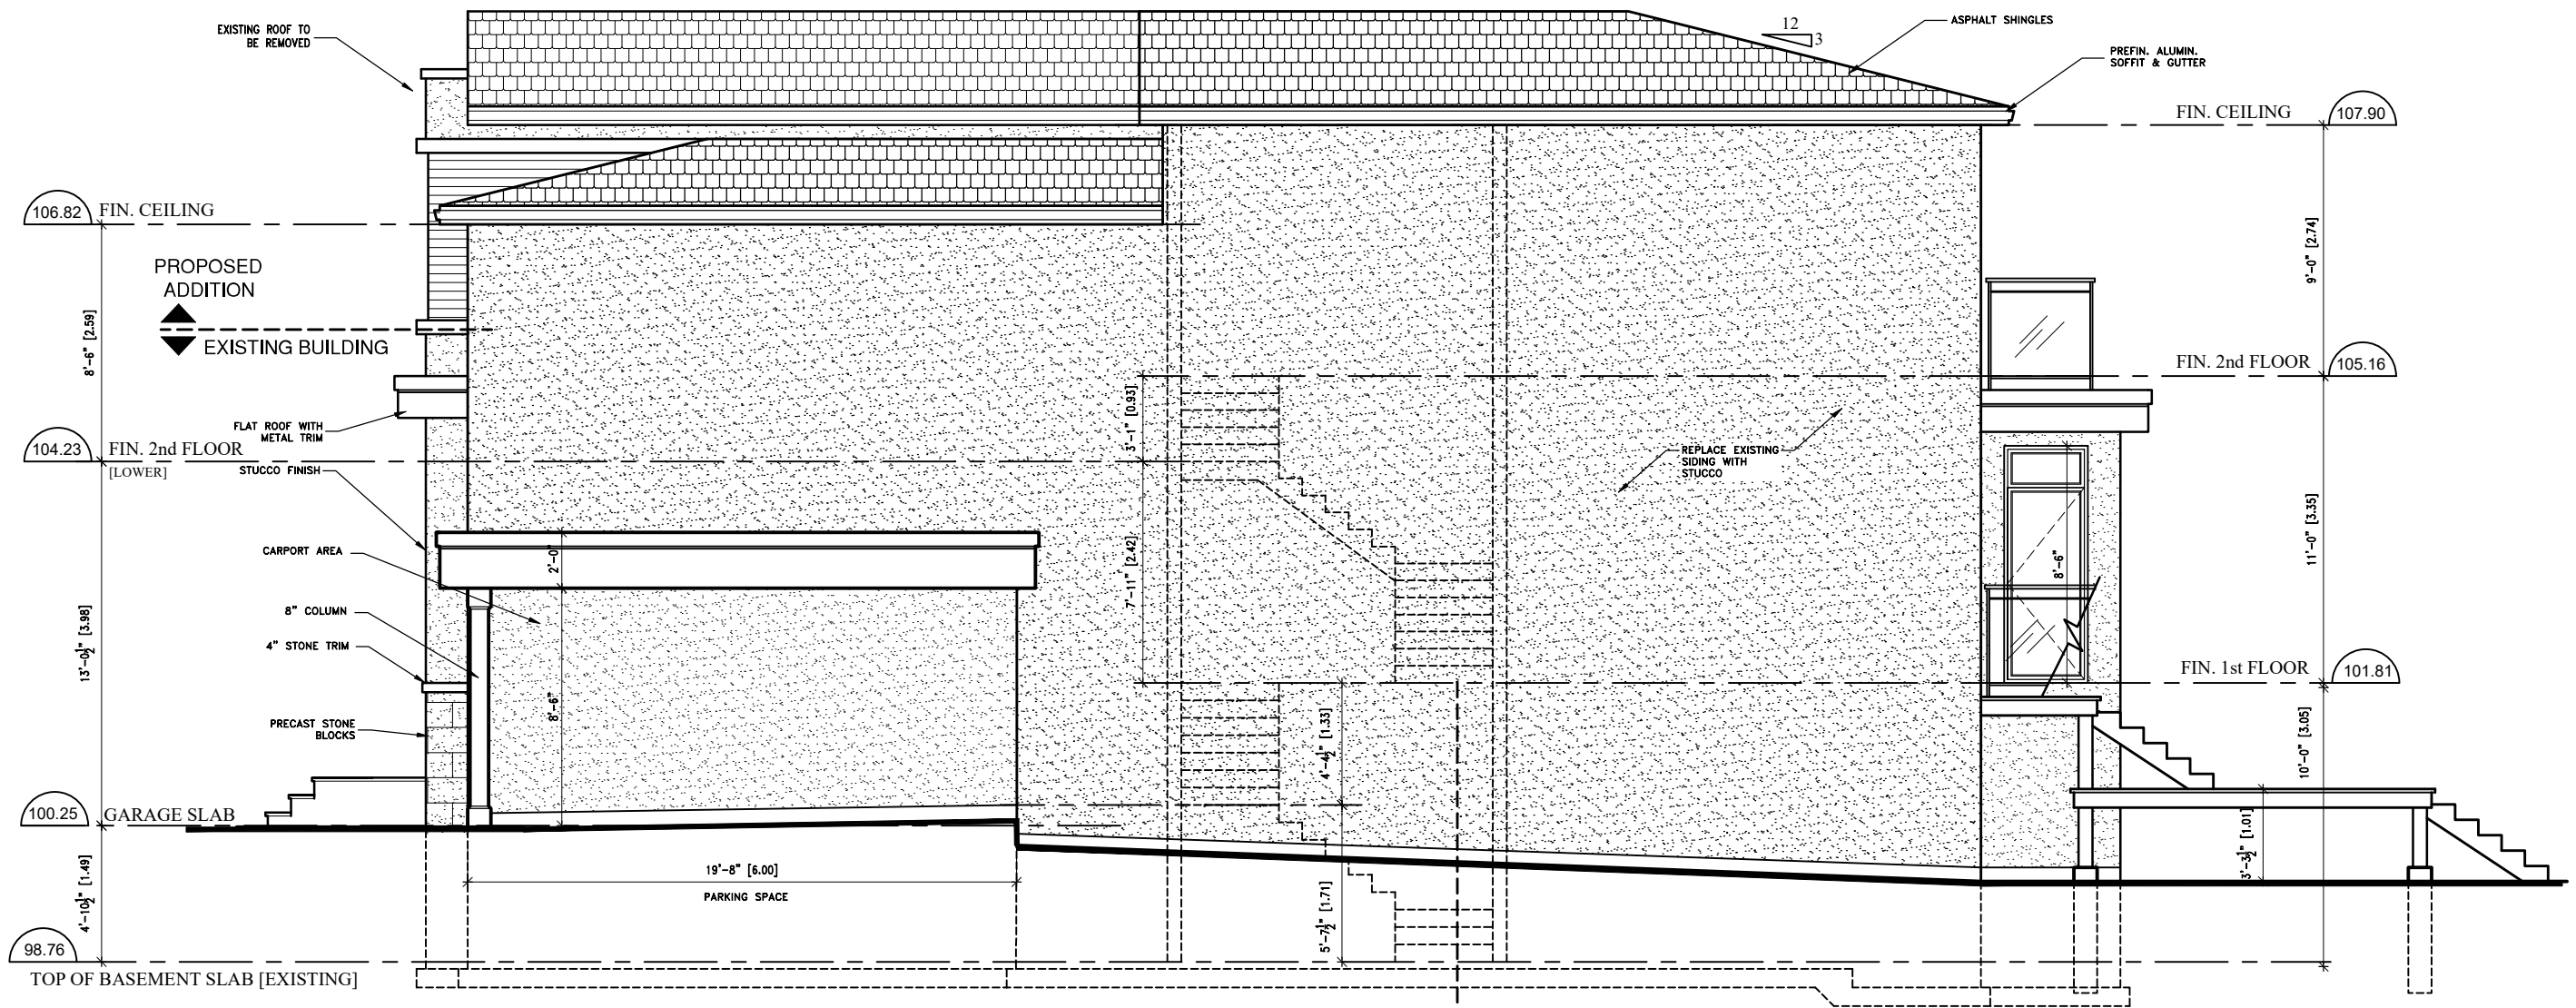 EXISTING ROOF TO
BE REMOVED
12
3
ASPHALT SHINGLES
PREFIN. ALUMIN.
SOFFIT & GUTTER
FIN. CEILING
107.90
106.82
FIN. CEILING
PROPOSED
ADDITION
EXISTING BUILDING
8'-6" [2.59]
9'-0" [2.74]
FIN. 2nd FLOOR
105.16
FLAT ROOF WITH
METAL TRIM
3'-1" [0.93]
104.23
FIN. 2nd FLOOR
[LOWER]
STUCCO FINISH
REPLACE EXISTING
SIDING WITH
STUCCO
CARPORT AREA
2'-0"
7'-11" [2.42]
8'-6"
11'-0" [3.35]
8" COLUMN
4" STONE TRIM
13'-0½" [3.98]
FIN. 1st FLOOR
101.81
8'-6"
PRECAST STONE
BLOCKS
4'-4½" [1.33]
10'-0" [3.05]
100.25
GARAGE SLAB
3'-3½" [1.01]
19'-8" [6.00]
PARKING SPACE
4'-10½" [1.49]
5'-7½" [1.71]
98.76
TOP OF BASEMENT SLAB [EXISTING]